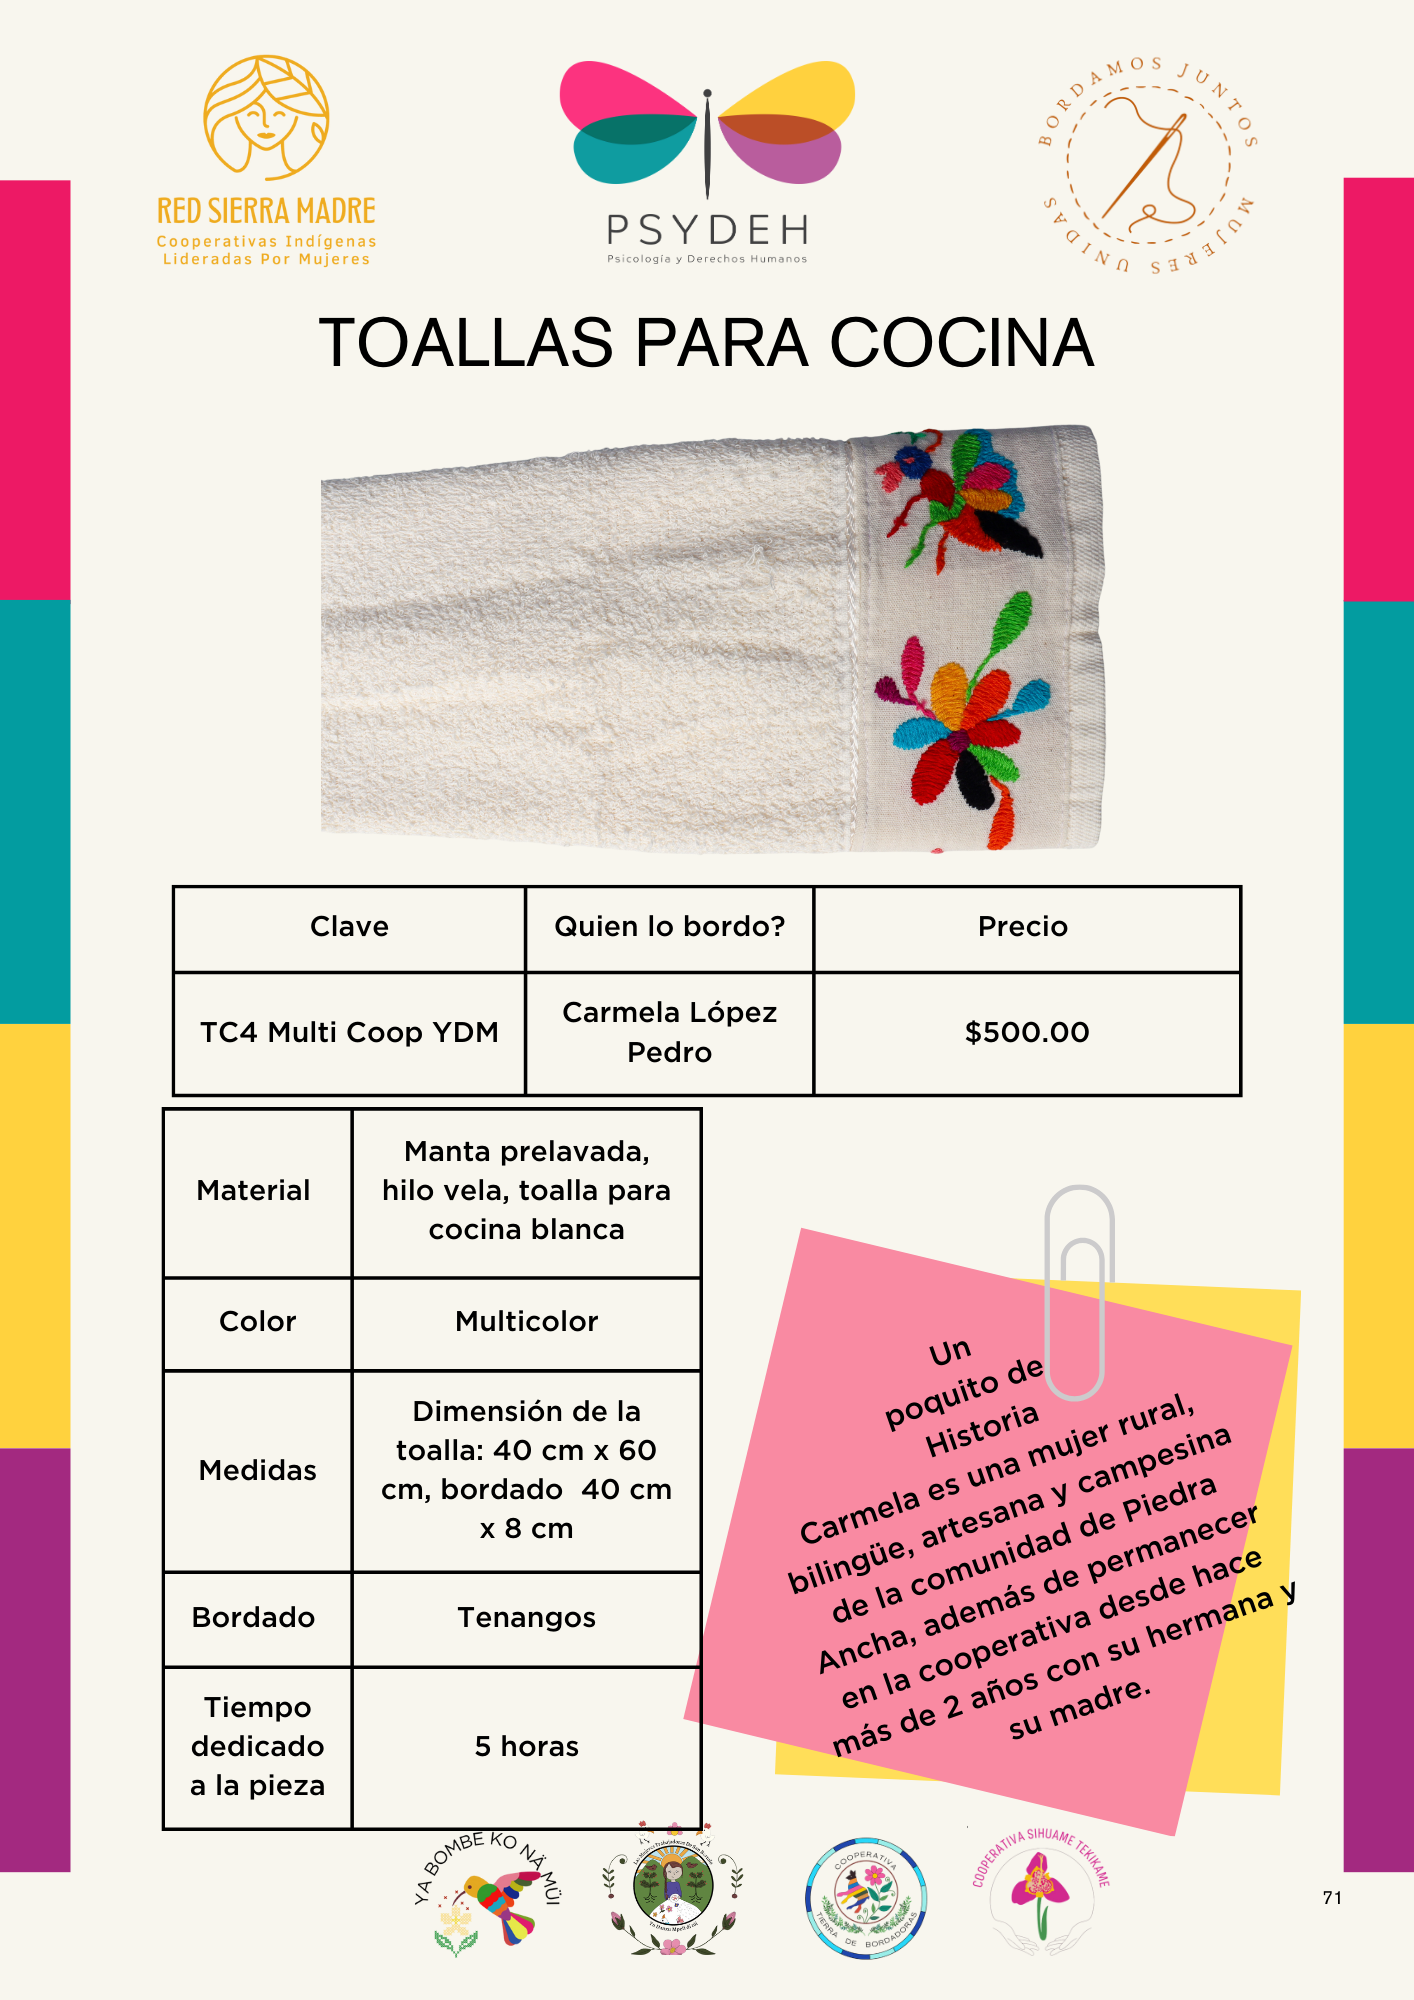 RED SIERRA MADRE
Cooperativas Indígenas
Lideradas Por Mujeres
PSYDEH
Psicología y Derechos Humanos
BORDAMOS JUNTOS
MUJERES UNIDAS
TOALLAS PARA COCINA
Clave
Quien lo bordo?
Precio
TC4 Multi Coop YDM
Carmela López
Pedro
$500.00
Material
Manta prelavada,
hilo vela, toalla para
cocina blanca
Color
Multicolor
Medidas
Dimensión de la
toalla: 40 cm x 60
cm, bordado 40 cm
x 8 cm
Bordado
Tenangos
Tiempo
dedicado
a la pieza
5 horas
Un
poquito de
Historia
Carmela es una mujer rural,
bilingüe, artesana y campesina
de la comunidad de Piedra
Ancha, además de permanecer
en la cooperativa desde hace
más de 2 años con su hermana y
su madre.
YA BOMBE KO NÄ MÜI
COOPERATIVA
TIERRA DE BORDADORAS
COOPERATIVA SIHUAME TEKIKAME
71